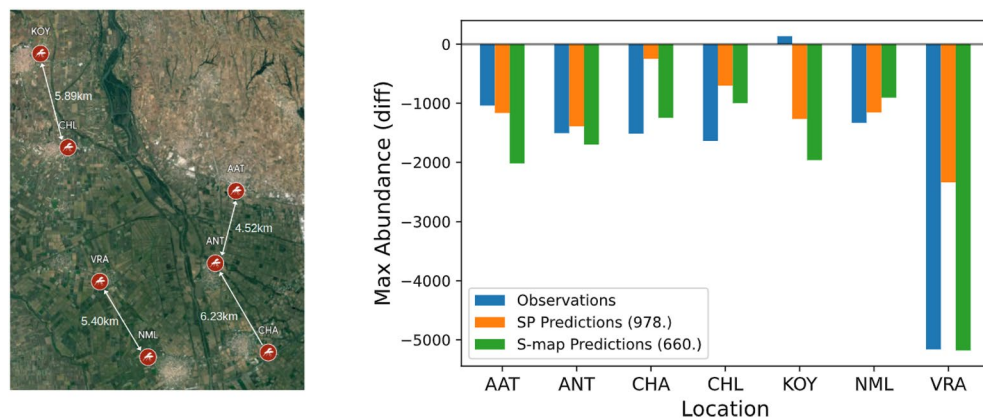 KOY
5.89km
CHL
AAT
4.52km
ANT
VRA
6.23km
5.40km
NML
CHA
Max Abundance (diff)
0
−1000
−2000
−3000
−4000
−5000
Observations
SP Predictions (978.)
S-map Predictions (660.)
AAT ANT CHA CHL KOY NML VRA
Location